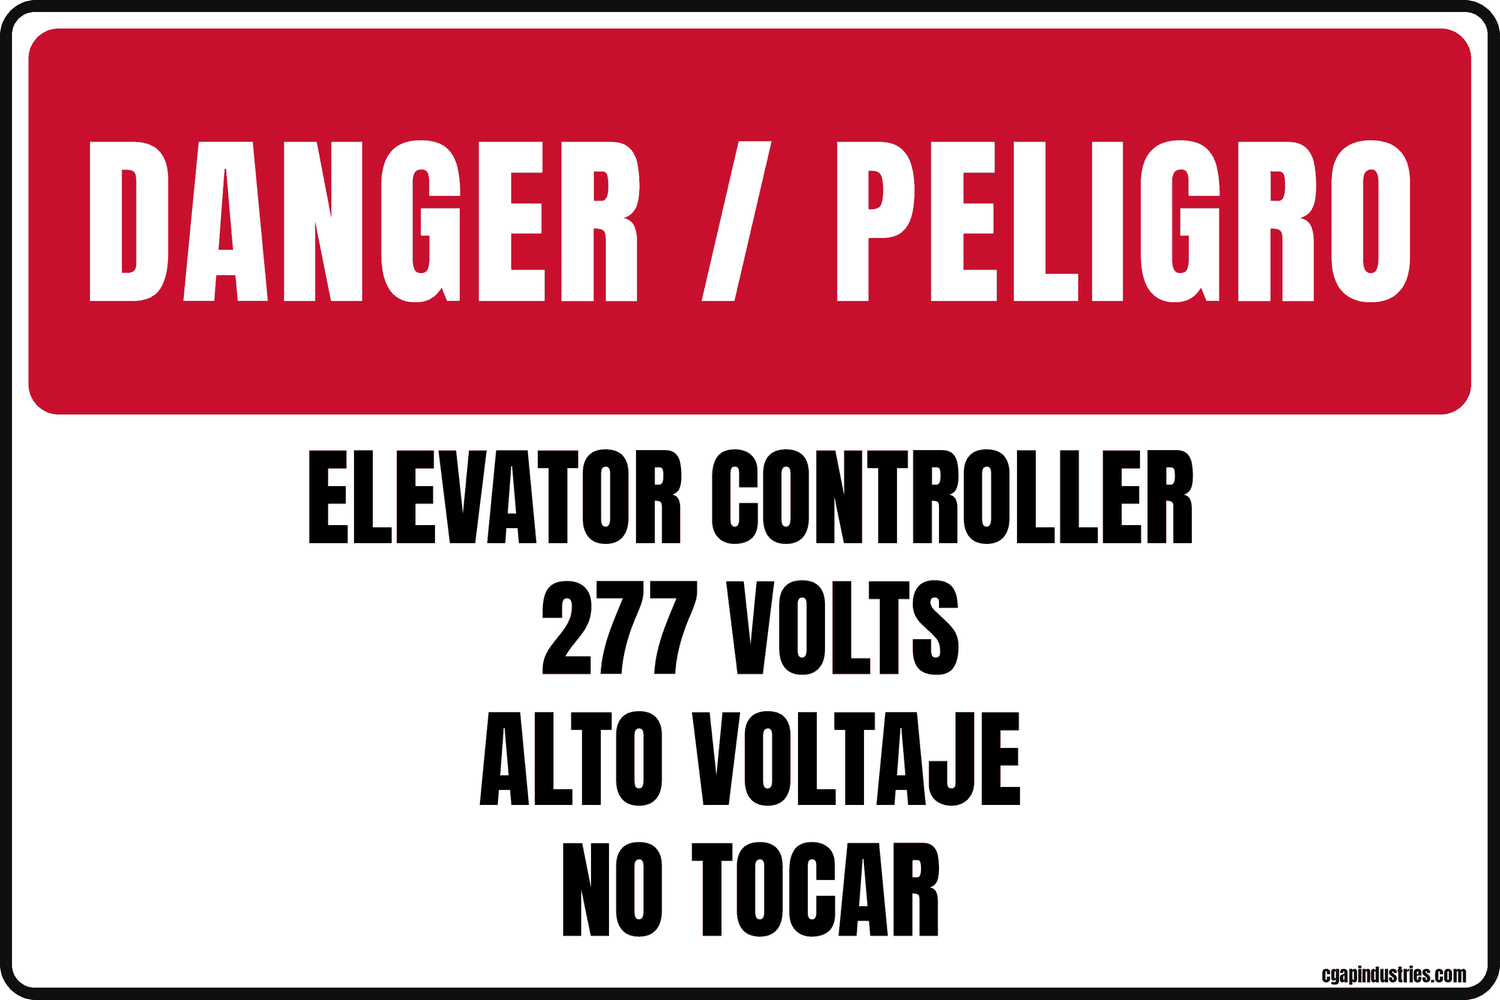 DANGER / PELIGRO
ELEVATOR CONTROLLER
277 VOLTS
ALTO VOLTAJE
NO TOCAR
cgapindustries.com